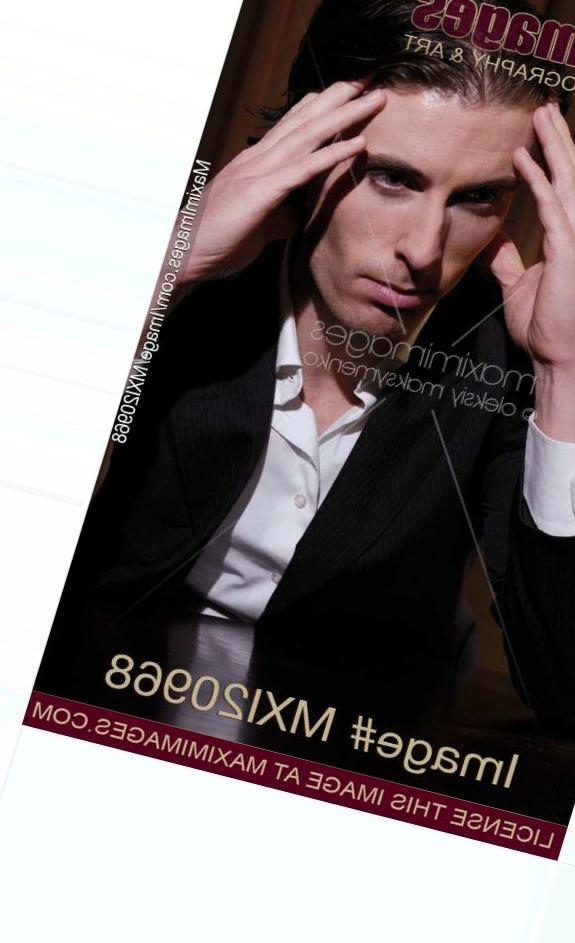 mages
OGRAPHY & ART
MaximImages.com/Image/MXI20968
maximimages
© oleksiy maksymenko
Image# MXI20968
LICENSE THIS IMAGE AT MAXIMIMAGES.COM